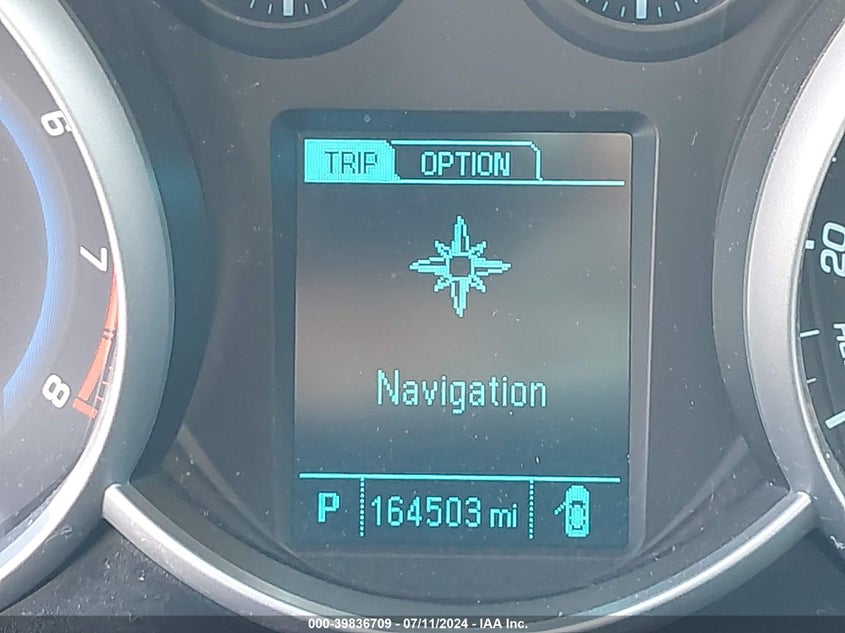 6
7
8
TRIP OPTION
Navigation
P 164503 mi
20
000-39836709 - 07/11/2024 - IAA Inc.